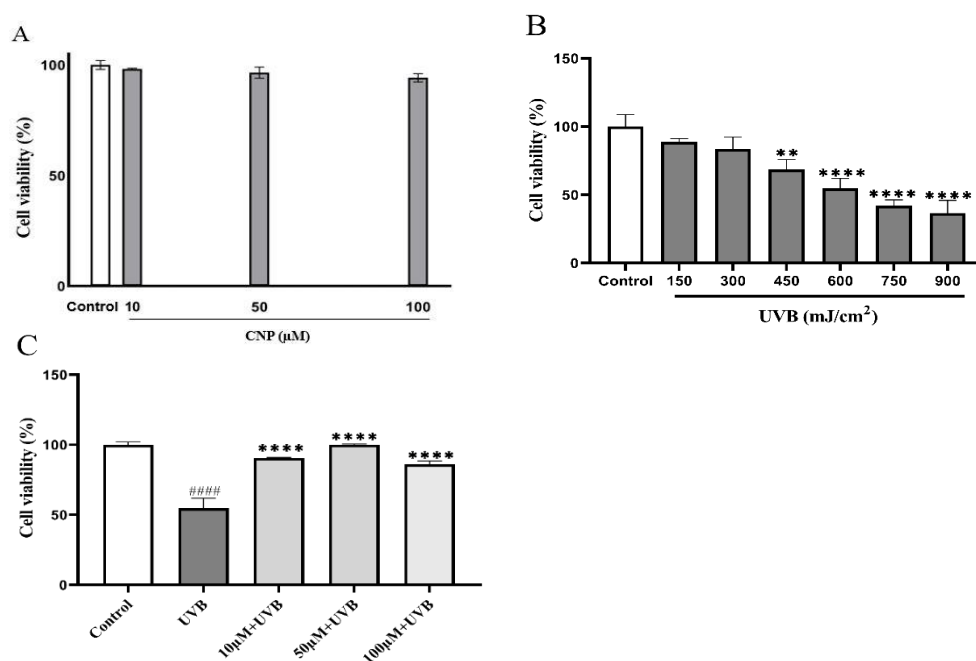 A
Cell viability (%)
100
50
0
Control 10 50 100
CNP (µM)
B
Cell viability (%)
150
100
50
0
** **** **** ****
Control 150 300 450 600 750 900
UVB (mJ/cm²)
C
Cell viability (%)
150
100
50
0
#### **** **** ****
Control UVB 10µM+UVB 50µM+UVB 100µM+UVB